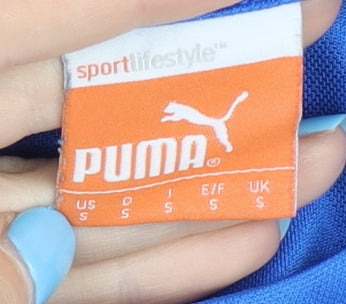 sportlifestyle™
PUMA®
US D I E/F UK
S S S S S